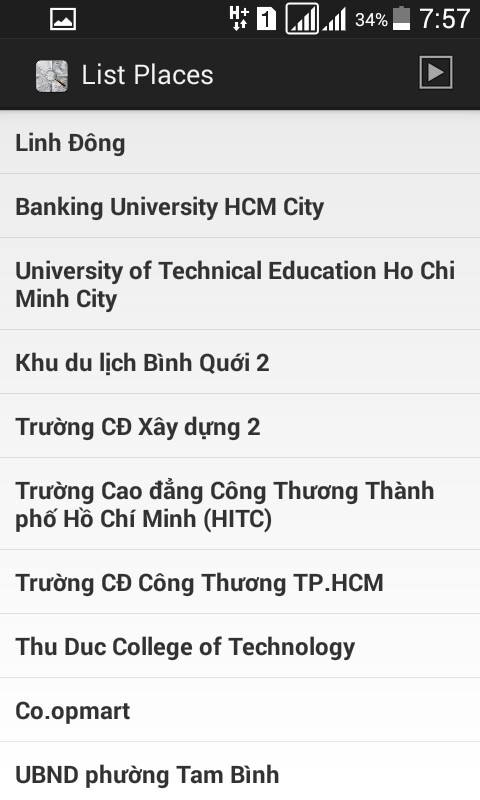 H+ 1 34% 7:57
List Places
Linh Đông
Banking University HCM City
University of Technical Education Ho Chi
Minh City
Khu du lịch Bình Quới 2
Trường CĐ Xây dựng 2
Trường Cao đẳng Công Thương Thành
phố Hồ Chí Minh (HITC)
Trường CĐ Công Thương TP.HCM
Thu Duc College of Technology
Co.opmart
UBND phường Tam Bình